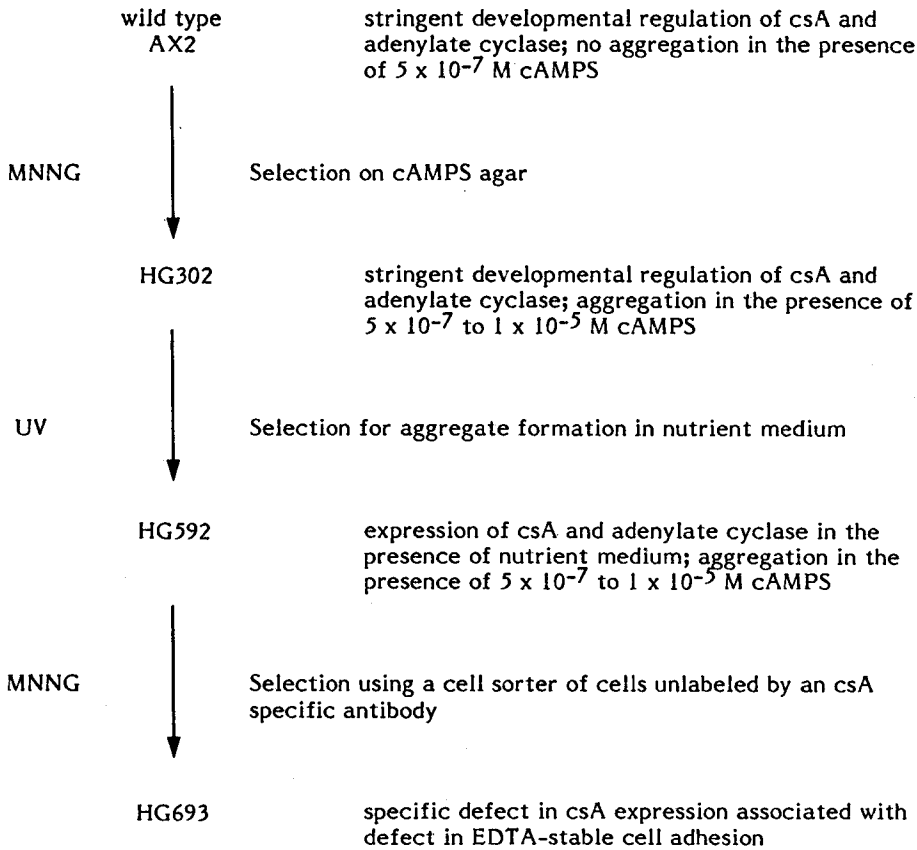 wild type
AX2
stringent developmental regulation of csA and
adenylate cyclase; no aggregation in the presence
of 5 x 10⁻⁷ M cAMPS
MNNG
Selection on cAMPS agar
HG302
stringent developmental regulation of csA and
adenylate cyclase; aggregation in the presence of
5 x 10⁻⁷ to 1 x 10⁻⁵ M cAMPS
UV
Selection for aggregate formation in nutrient medium
HG592
expression of csA and adenylate cyclase in the
presence of nutrient medium; aggregation in the
presence of 5 x 10⁻⁷ to 1 x 10⁻⁵ M cAMPS
MNNG
Selection using a cell sorter of cells unlabeled by an csA
specific antibody
HG693
specific defect in csA expression associated with
defect in EDTA-stable cell adhesion